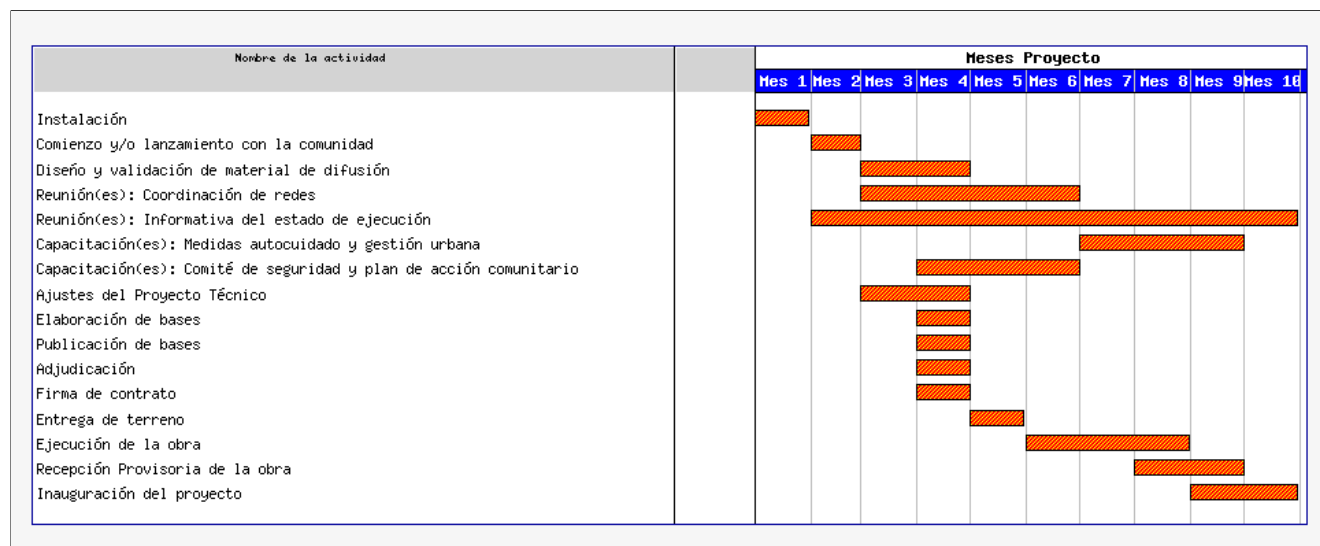 Nombre de la actividad
Meses Proyecto
Mes 1 Mes 2 Mes 3 Mes 4 Mes 5 Mes 6 Mes 7 Mes 8 Mes 9 Mes 10
Instalación
Comienzo y/o lanzamiento con la comunidad
Diseño y validación de material de difusión
Reunión(es): Coordinación de redes
Reunión(es): Informativa del estado de ejecución
Capacitación(es): Medidas autocuidado y gestión urbana
Capacitación(es): Comité de seguridad y plan de acción comunitario
Ajustes del Proyecto Técnico
Elaboración de bases
Publicación de bases
Adjudicación
Firma de contrato
Entrega de terreno
Ejecución de la obra
Recepción Provisoria de la obra
Inauguración del proyecto